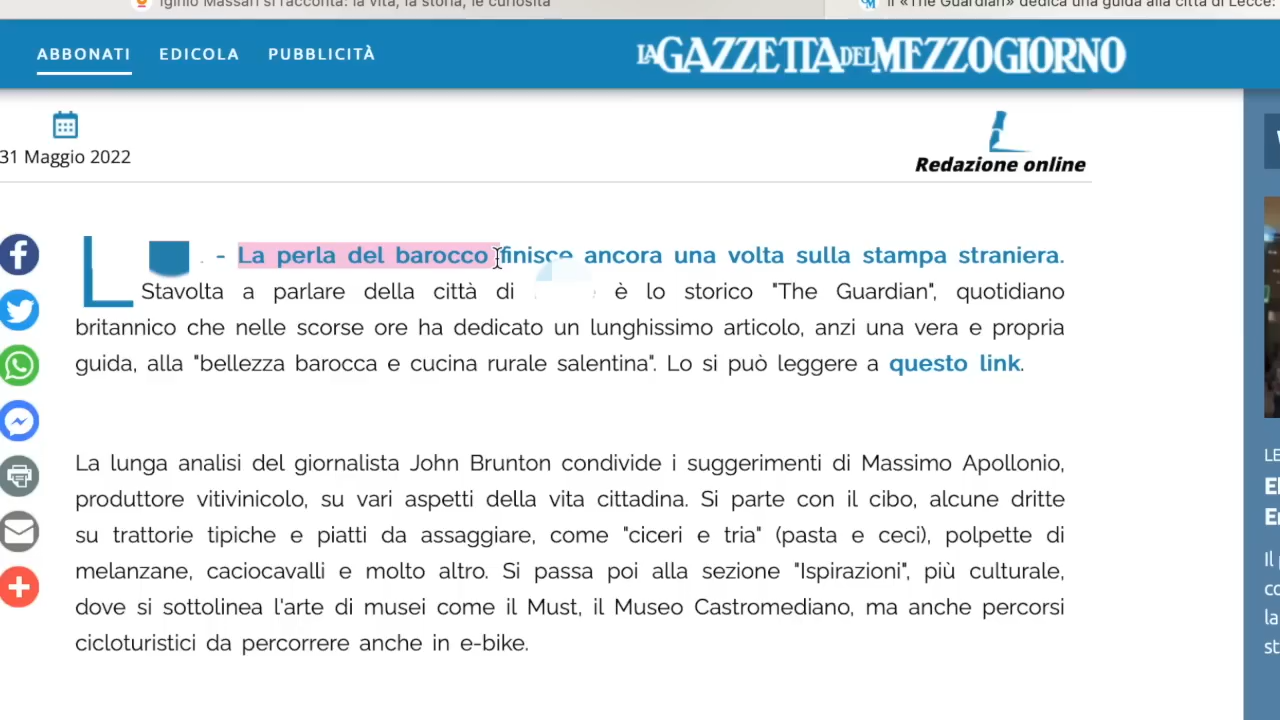 Iginio Massari si racconta: la vita, la storia, le curiosità
Il «The Guardian» dedica una guida alla città di Lecce:
ABBONATI EDICOLA PUBBLICITÀ
LA GAZZETTA DEL MEZZOGIORNO
31 Maggio 2022
Redazione online
L - La perla del barocco finisce ancora una volta sulla stampa straniera.
Stavolta a parlare della città di è lo storico "The Guardian", quotidiano
britannico che nelle scorse ore ha dedicato un lunghissimo articolo, anzi una vera e propria
guida, alla "bellezza barocca e cucina rurale salentina". Lo si può leggere a questo link.
La lunga analisi del giornalista John Brunton condivide i suggerimenti di Massimo Apollonio,
produttore vitivinicolo, su vari aspetti della vita cittadina. Si parte con il cibo, alcune dritte
su trattorie tipiche e piatti da assaggiare, come "ciceri e tria" (pasta e ceci), polpette di
melanzane, caciocavalli e molto altro. Si passa poi alla sezione "Ispirazioni", più culturale,
dove si sottolinea l'arte di musei come il Must, il Museo Castromediano, ma anche percorsi
cicloturistici da percorrere anche in e-bike.
LE
Il
la